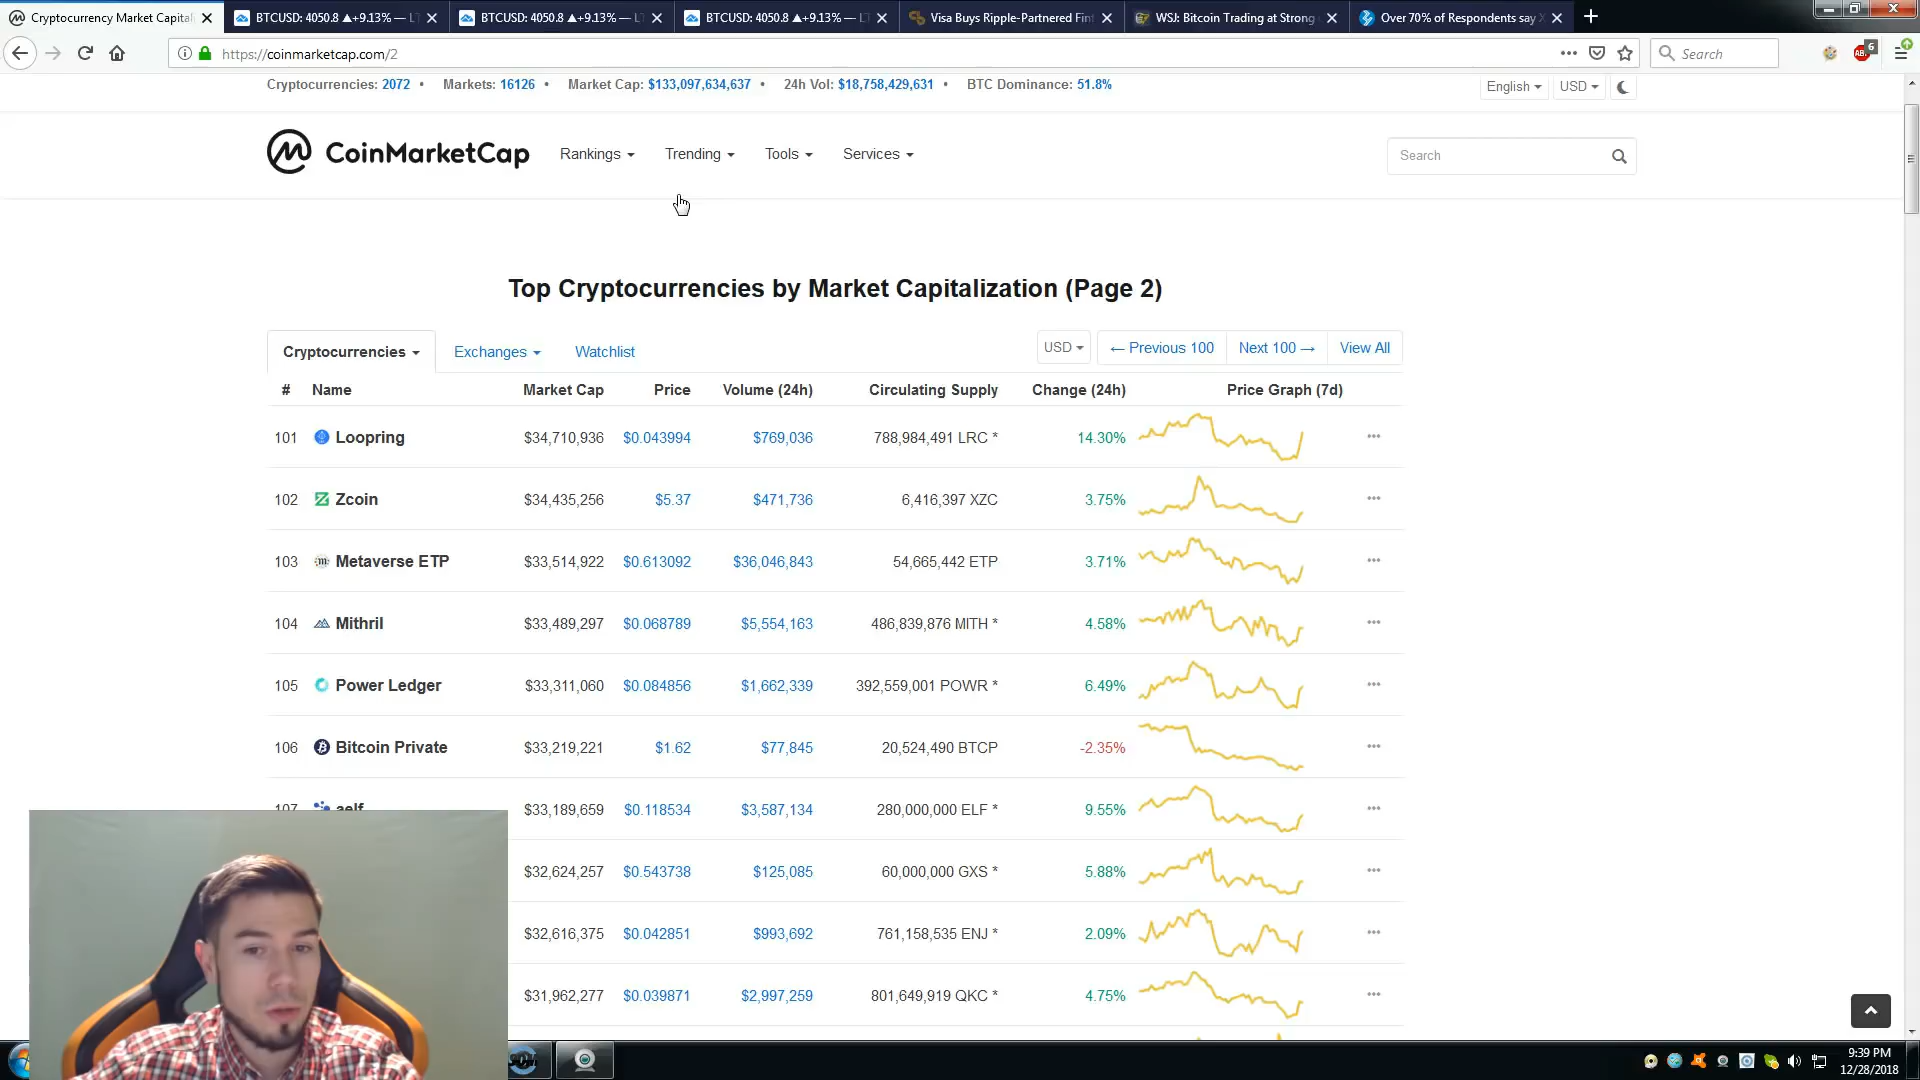 Cryptocurrency Market Capital
BTCUSD: 4050.8 ▲+9.13% — LT
BTCUSD: 4050.8 ▲+9.13% — LT
BTCUSD: 4050.8 ▲+9.13% — LT
Visa Buys Ripple-Partnered Fint
WSJ: Bitcoin Trading at Strong
Over 70% of Respondents say X
https://coinmarketcap.com/2
Search
6
Cryptocurrencies: 2072 • Markets: 16126 • Market Cap: $133,097,634,637 • 24h Vol: $18,758,429,631 • BTC Dominance: 51.8%
English USD
CoinMarketCap
Rankings Trending Tools Services
Search
Top Cryptocurrencies by Market Capitalization (Page 2)
Cryptocurrencies Exchanges Watchlist
USD ← Previous 100 Next 100 → View All
# Name Market Cap Price Volume (24h) Circulating Supply Change (24h) Price Graph (7d)
101 Loopring $34,710,936 $0.043994 $769,036 788,984,491 LRC * 14.30%
102 Zcoin $34,435,256 $5.37 $471,736 6,416,397 XZC 3.75%
103 Metaverse ETP $33,514,922 $0.613092 $36,046,843 54,665,442 ETP 3.71%
104 Mithril $33,489,297 $0.068789 $5,554,163 486,839,876 MITH * 4.58%
105 Power Ledger $33,311,060 $0.084856 $1,662,339 392,559,001 POWR * 6.49%
106 Bitcoin Private $33,219,221 $1.62 $77,845 20,524,490 BTCP -2.35%
107 aelf $33,189,659 $0.118534 $3,587,134 280,000,000 ELF * 9.55%
$32,624,257 $0.543738 $125,085 60,000,000 GXS * 5.88%
$32,616,375 $0.042851 $993,692 761,158,535 ENJ * 2.09%
$31,962,277 $0.039871 $2,997,259 801,649,919 QKC * 4.75%
9:39 PM
12/28/2018